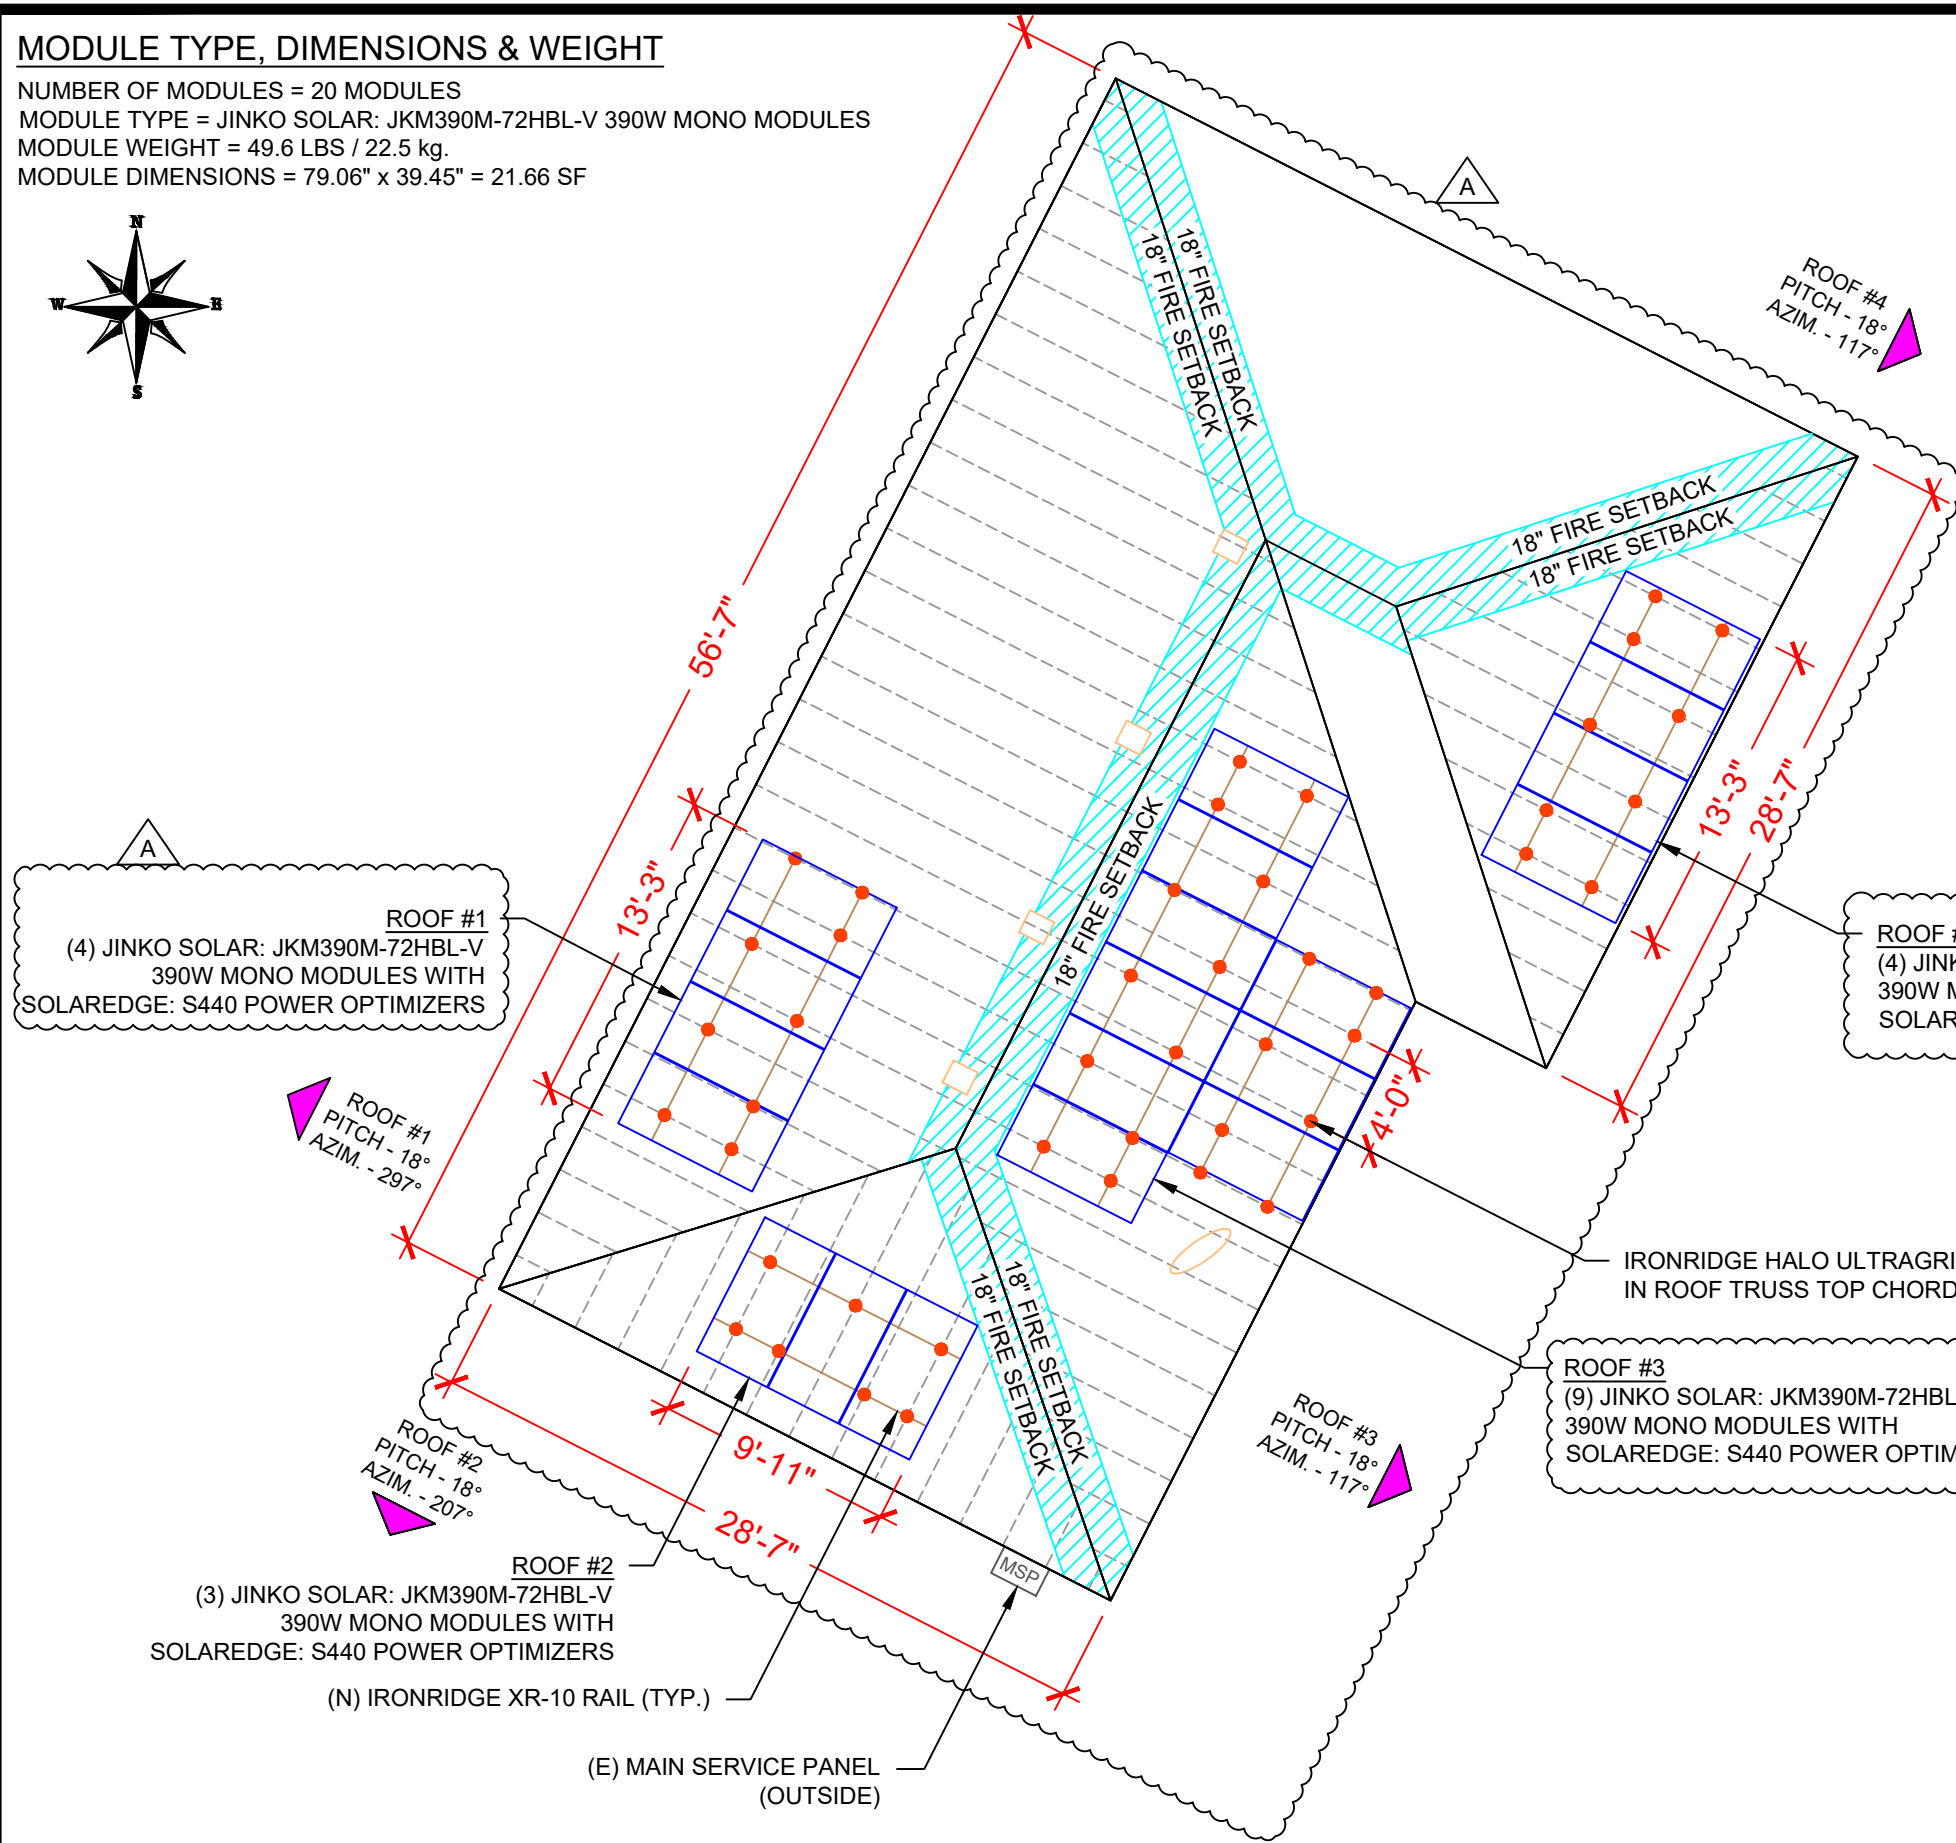 MODULE TYPE, DIMENSIONS & WEIGHT
NUMBER OF MODULES = 20 MODULES
MODULE TYPE = JINKO SOLAR: JKM390M-72HBL-V 390W MONO MODULES
MODULE WEIGHT = 49.6 LBS / 22.5 kg.
MODULE DIMENSIONS = 79.06" x 39.45" = 21.66 SF
N
W
E
S
A
ROOF #4
PITCH - 18°
AZIM. - 117°
18" FIRE SETBACK
18" FIRE SETBACK
18" FIRE SETBACK
18" FIRE SETBACK
56'-7"
13'-3"
28'-7"
18" FIRE SETBACK
13'-3"
A
ROOF #1
(4) JINKO SOLAR: JKM390M-72HBL-V
390W MONO MODULES WITH
SOLAREDGE: S440 POWER OPTIMIZERS
ROOF #
(4) JINK
390W M
SOLAR
ROOF #1
PITCH - 18°
AZIM. - 297°
4'-0"
IRONRIDGE HALO ULTRAGRI
IN ROOF TRUSS TOP CHORD
18" FIRE SETBACK
18" FIRE SETBACK
ROOF #3
(9) JINKO SOLAR: JKM390M-72HBL
390W MONO MODULES WITH
SOLAREDGE: S440 POWER OPTIM
ROOF #3
PITCH - 18°
AZIM. - 117°
ROOF #2
PITCH - 18°
AZIM. - 207°
9'-11"
28'-7"
MSP
ROOF #2
(3) JINKO SOLAR: JKM390M-72HBL-V
390W MONO MODULES WITH
SOLAREDGE: S440 POWER OPTIMIZERS
(N) IRONRIDGE XR-10 RAIL (TYP.)
(E) MAIN SERVICE PANEL
(OUTSIDE)